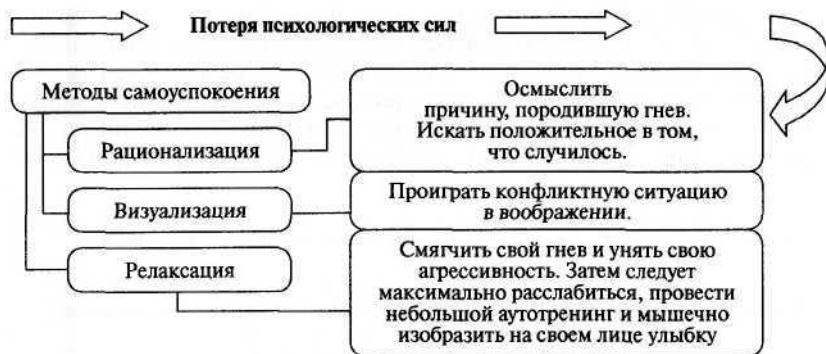 Потеря психологических сил
Методы самоуспокоения
Рационализация
Осмыслить
причину, породившую гнев.
Искать положительное в том,
что случилось.
Визуализация
Проиграть конфликтную ситуацию
в воображении.
Релаксация
Смягчить свой гнев и унять свою
агрессивность. Затем следует
максимально расслабиться, провести
небольшой аутотренинг и мышечно
изобразить на своем лице улыбку